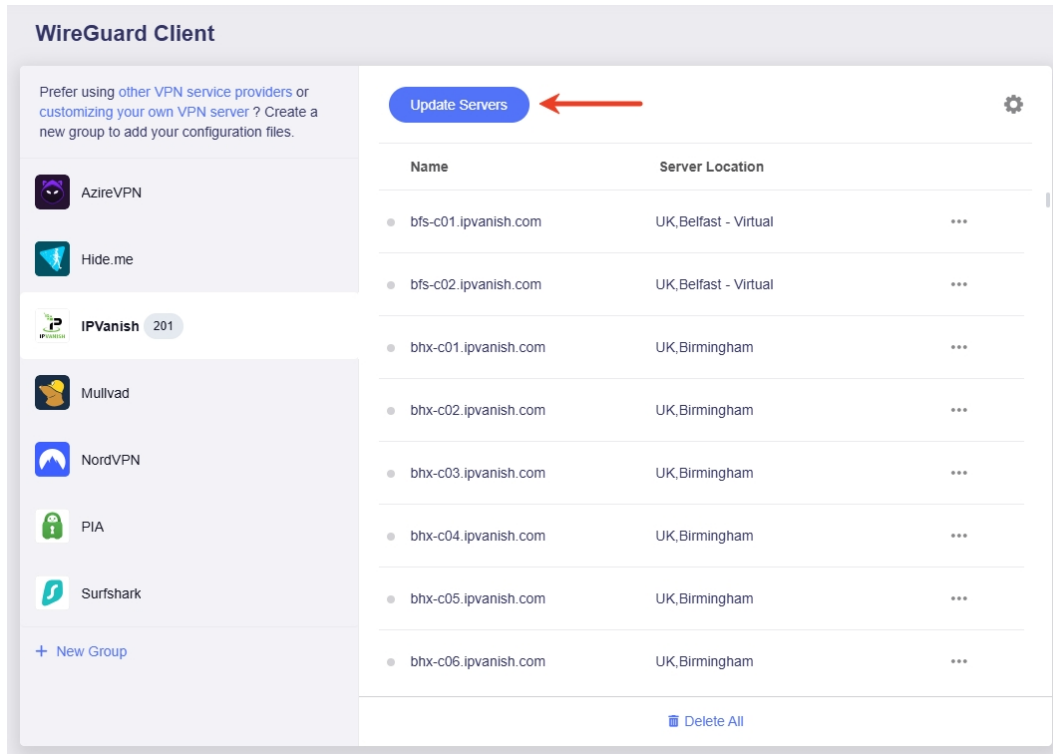 WireGuard Client
Prefer using other VPN service providers or
customizing your own VPN server ? Create a
new group to add your configuration files.
AzireVPN
Hide.me
IPVANISH
IPVanish 201
Mullvad
NordVPN
PIA
Surfshark
+ New Group
Update Servers
Name Server Location
bfs-c01.ipvanish.com UK,Belfast - Virtual
bfs-c02.ipvanish.com UK,Belfast - Virtual
bhx-c01.ipvanish.com UK,Birmingham
bhx-c02.ipvanish.com UK,Birmingham
bhx-c03.ipvanish.com UK,Birmingham
bhx-c04.ipvanish.com UK,Birmingham
bhx-c05.ipvanish.com UK,Birmingham
bhx-c06.ipvanish.com UK,Birmingham
Delete All